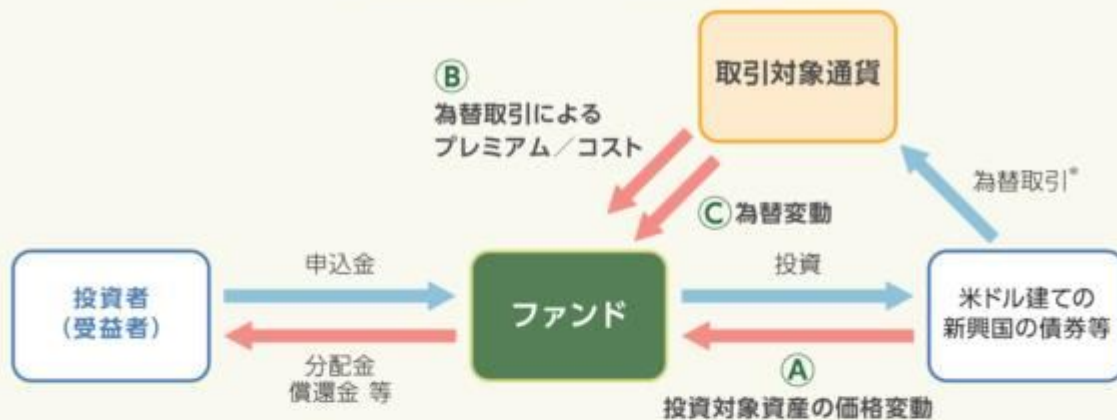 取引対象通貨
Ⓑ
為替取引による
プレミアム／コスト
為替取引*
Ⓒ為替変動
投資者
（受益者）
申込金
分配金
償還金 等
ファンド
投資
Ⓐ
投資対象資産の価格変動
米ドル建ての
新興国の債券等